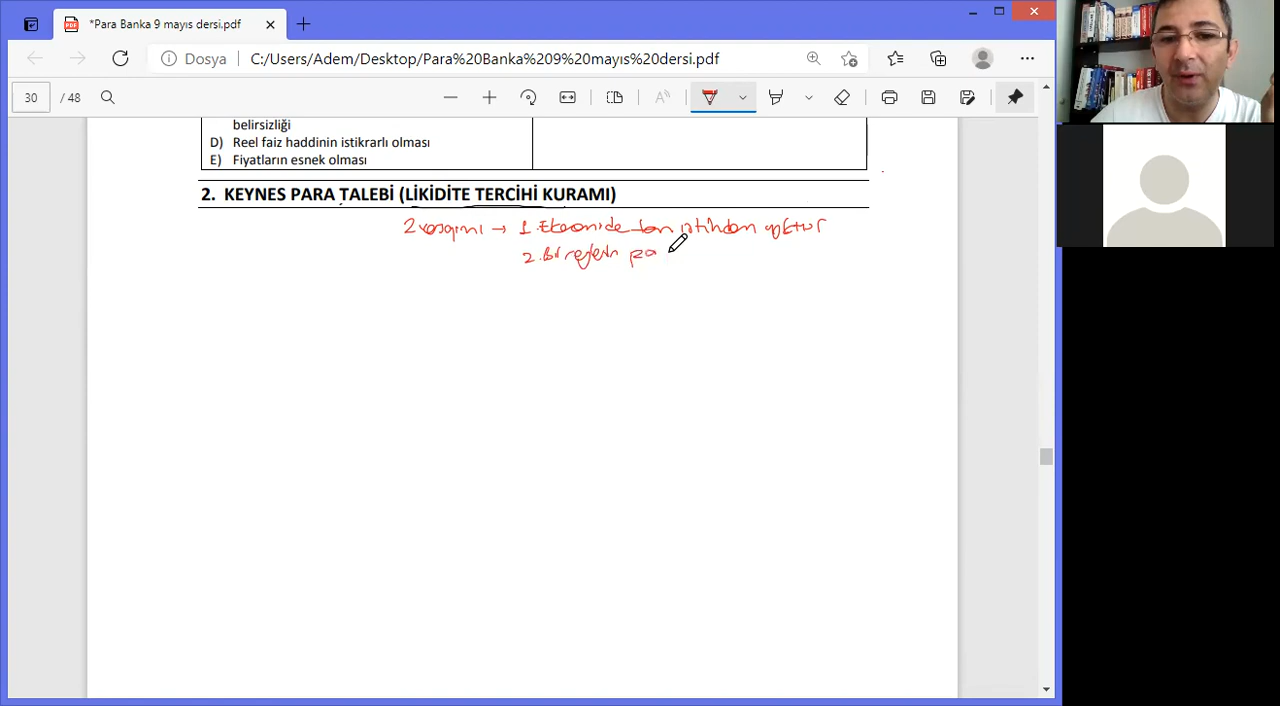 *Para Banka 9 mayıs dersi.pdf
Dosya C:/Users/Adem/Desktop/Para%20Banka%209%20mayıs%20dersi.pdf
30 / 48
belirsizliği
D) Reel faiz haddinin istikrarlı olması
E) Fiyatların esnek olması
2. KEYNES PARA TALEBİ (LİKİDİTE TERCİHİ KURAMI)
2 → 1. Ekonomide tam istihdam yoktur
2. Bireylerin pa